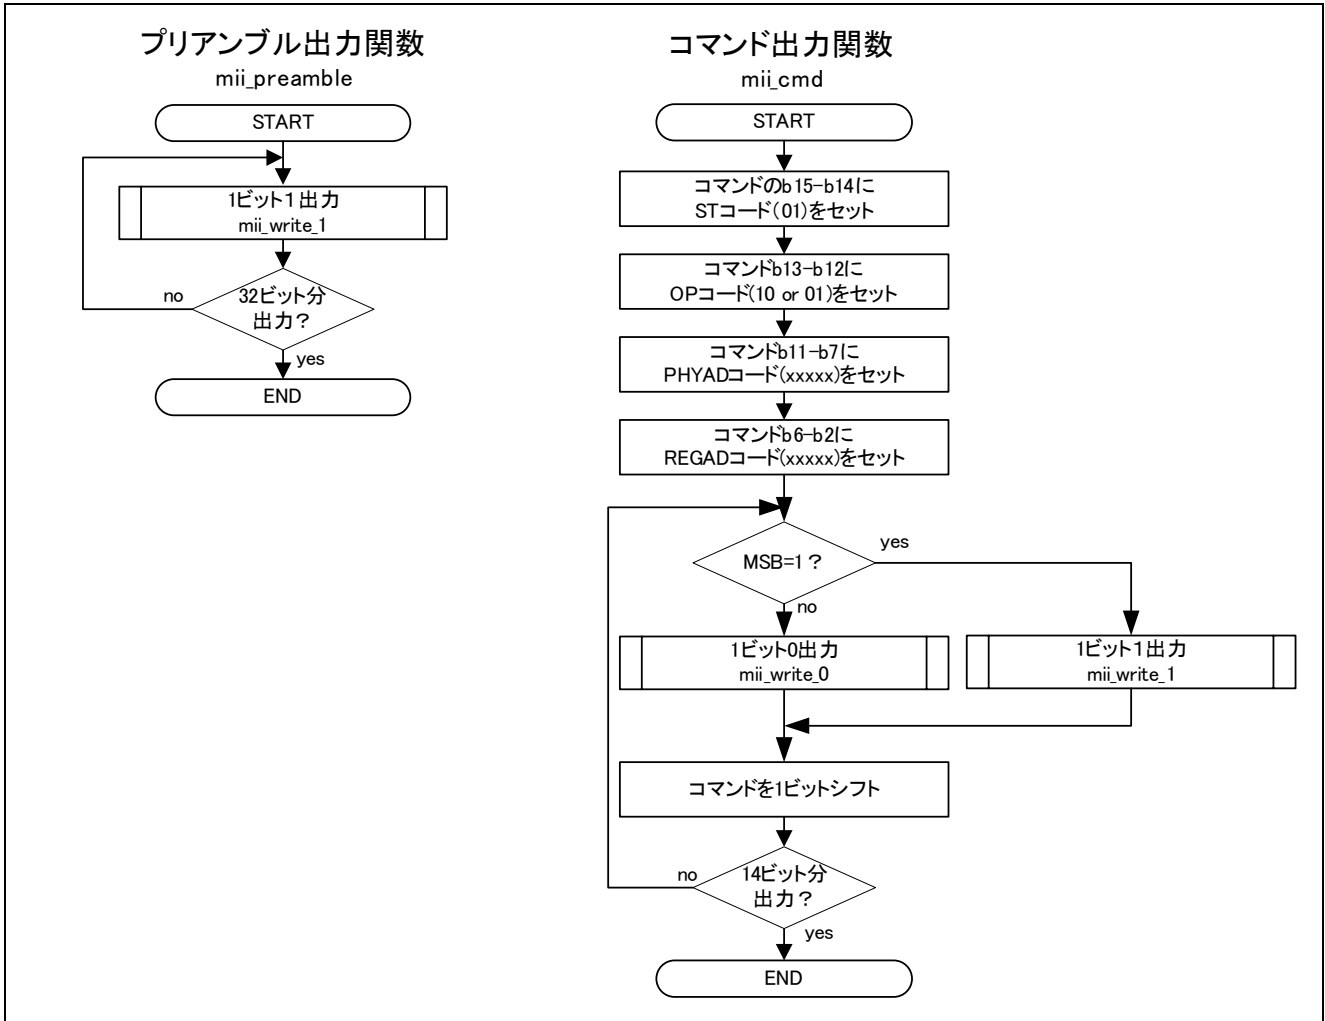 プリアンブル出力関数
mii_preamble
START
1ビット１出力
mii_write_1
32ビット分
出力？
no
yes
END
コマンド出力関数
mii_cmd
START
コマンドのb15-b14に
STコード(01)をセット
コマンドb13-b12に
OPコード(10 or 01)をセット
コマンドb11-b7に
PHYADコード(xxxxx)をセット
コマンドb6-b2に
REGADコード(xxxxx)をセット
MSB=1？
yes
no
1ビット0出力
mii_write_0
1ビット１出力
mii_write_1
コマンドを1ビットシフト
14ビット分
出力？
no
yes
END